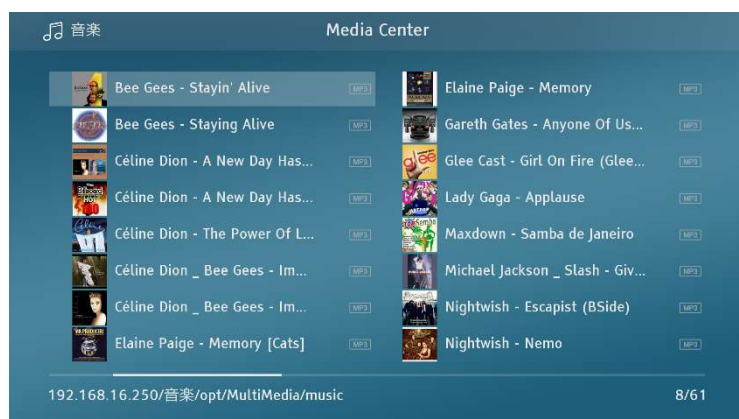 音楽
Media Center
Bee Gees - Stayin' Alive MP3
Bee Gees - Staying Alive MP3
Céline Dion - A New Day Has... MP3
Céline Dion - A New Day Has... MP3
Céline Dion - The Power Of L... MP3
Céline Dion _ Bee Gees - Im... MP3
Céline Dion _ Bee Gees - Im... MP3
Elaine Paige - Memory [Cats] MP3
Elaine Paige - Memory MP3
Gareth Gates - Anyone Of Us... MP3
glee
Glee Cast - Girl On Fire (Glee... MP3
Lady Gaga - Applause MP3
Maxdown - Samba de Janeiro MP3
Michael Jackson _ Slash - Giv... MP3
Nightwish - Escapist (BSide) MP3
Nightwish - Nemo MP3
192.168.16.250/音楽/opt/MultiMedia/music
8/61